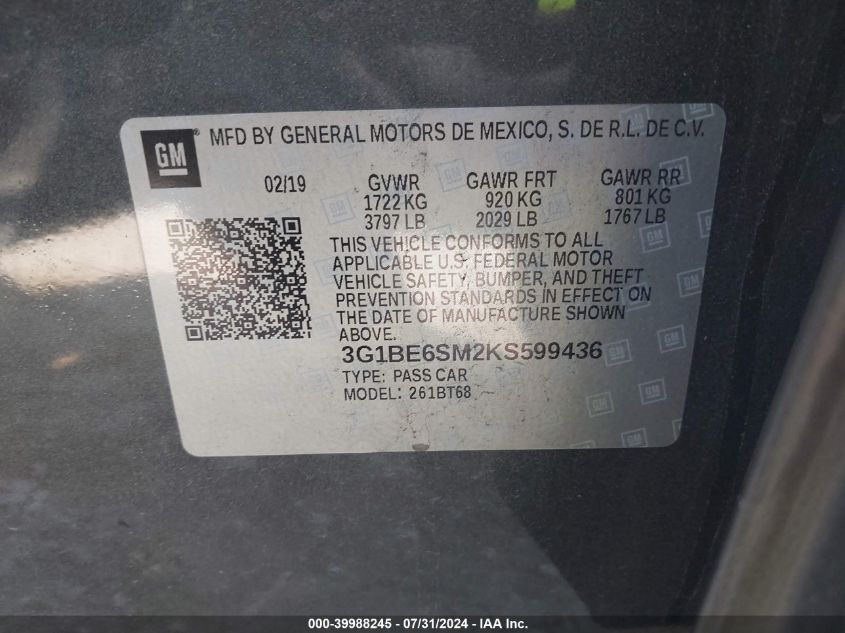 GM® MFD BY GENERAL MOTORS DE MEXICO, S. DE R.L. DE C.V.
02/19 GVWR GAWR FRT GAWR RR
1722 KG 920 KG 801 KG
3797 LB 2029 LB 1767 LB
THIS VEHICLE CONFORMS TO ALL
APPLICABLE U.S. FEDERAL MOTOR
VEHICLE SAFETY, BUMPER, AND THEFT
PREVENTION STANDARDS IN EFFECT ON
THE DATE OF MANUFACTURE SHOWN
ABOVE.
3G1BE6SM2KS599436
TYPE: PASS CAR
MODEL: 261BT68
000-39988245 - 07/31/2024 - IAA Inc.